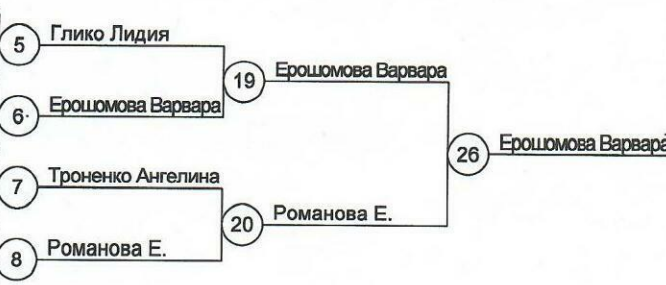 5 Глико Лидия
19 Ерошомова Варвара
6 Ерошомова Варвара
26 Ерошомова Варвара
7 Троненко Ангелина
20 Романова Е.
8 Романова Е.